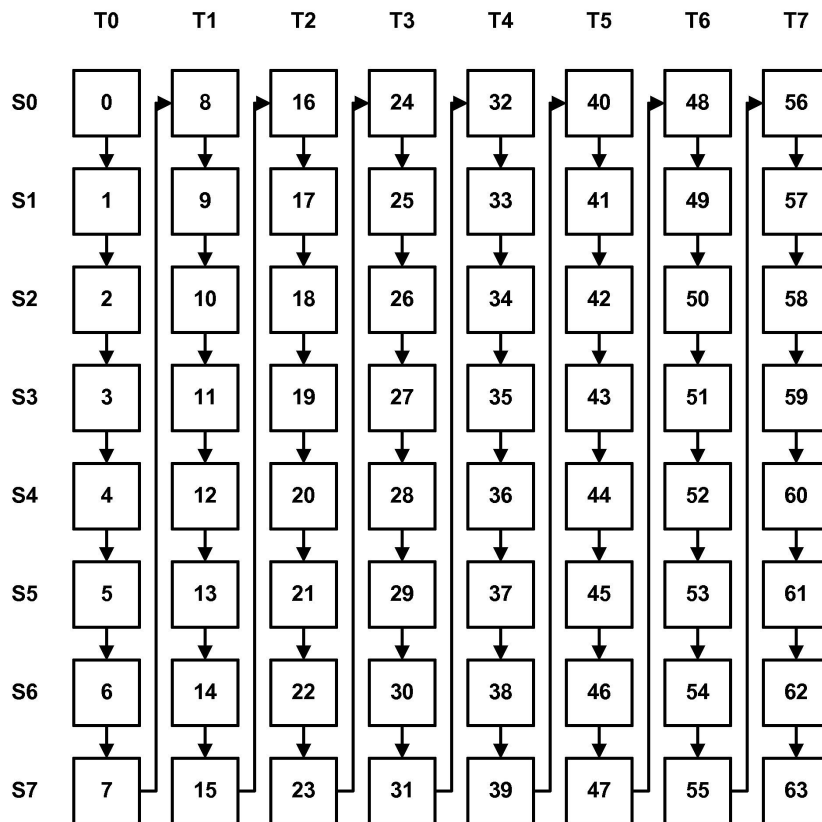 T0 T1 T2 T3 T4 T5 T6 T7
S0 0 8 16 24 32 40 48 56
S1 1 9 17 25 33 41 49 57
S2 2 10 18 26 34 42 50 58
S3 3 11 19 27 35 43 51 59
S4 4 12 20 28 36 44 52 60
S5 5 13 21 29 37 45 53 61
S6 6 14 22 30 38 46 54 62
S7 7 15 23 31 39 47 55 63